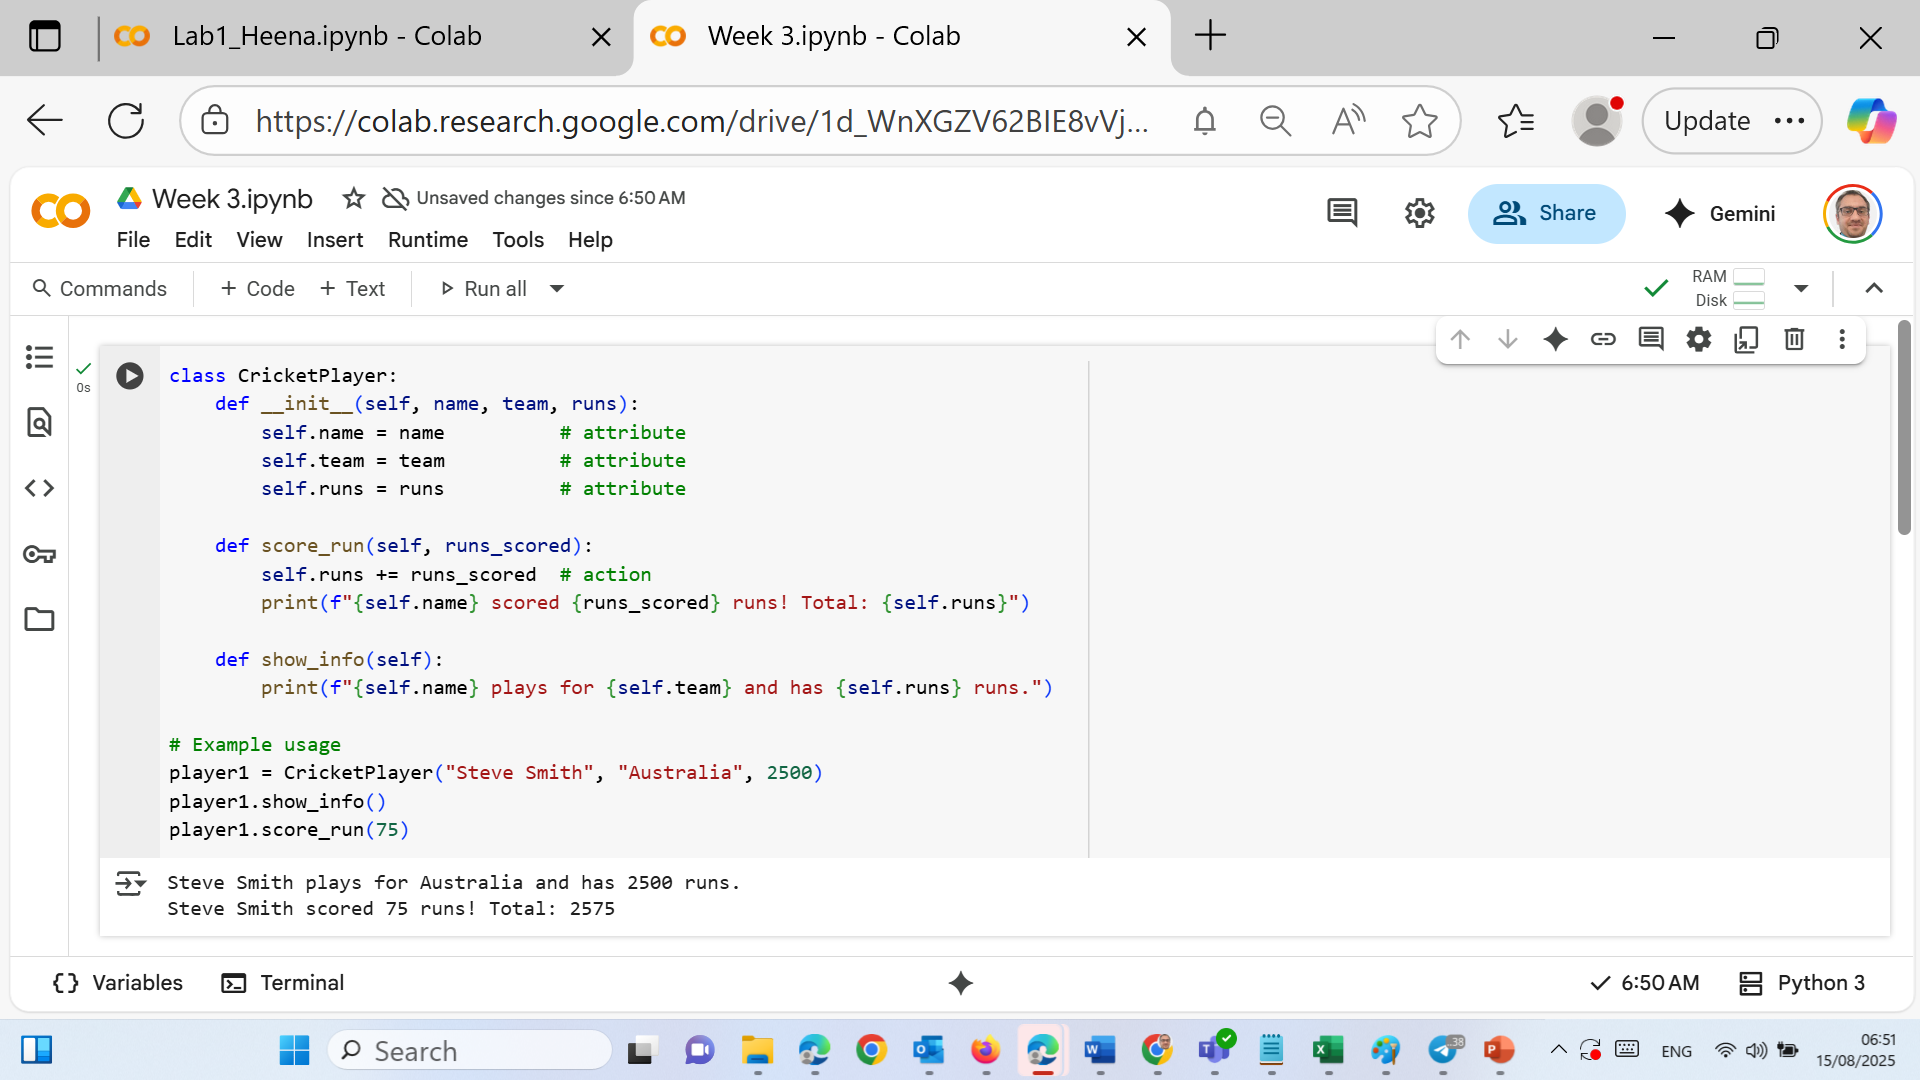 Lab1_Heena.ipynb - Colab
Week 3.ipynb - Colab
https://colab.research.google.com/drive/1d_WnXGZV62BIE8vVj...
Update
Week 3.ipynb
Unsaved changes since 6:50 AM
File Edit View Insert Runtime Tools Help
Share
Gemini
Commands + Code + Text Run all
RAM
Disk
0s
class CricketPlayer:
    def __init__(self, name, team, runs):
        self.name = name          # attribute
        self.team = team          # attribute
        self.runs = runs          # attribute
    def score_run(self, runs_scored):
        self.runs += runs_scored  # action
        print(f"{self.name} scored {runs_scored} runs! Total: {self.runs}")
    def show_info(self):
        print(f"{self.name} plays for {self.team} and has {self.runs} runs.")
# Example usage
player1 = CricketPlayer("Steve Smith", "Australia", 2500)
player1.show_info()
player1.score_run(75)
Steve Smith plays for Australia and has 2500 runs.
Steve Smith scored 75 runs! Total: 2575
{} Variables Terminal
6:50 AM Python 3
Search
38
ENG
06:51
15/08/2025